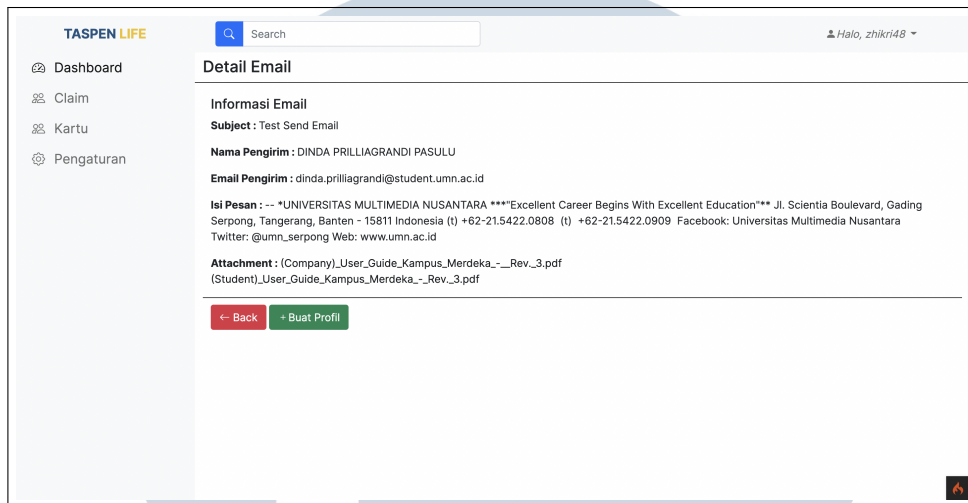 TASPEN LIFE
Search
Halo, zhikri48
Dashboard
Claim
Kartu
Pengaturan
Detail Email
Informasi Email
Subject : Test Send Email
Nama Pengirim : DINDA PRILLIAGRANDI PASULU
Email Pengirim : dinda.prilliagrandi@student.umn.ac.id
Isi Pesan : -- *UNIVERSITAS MULTIMEDIA NUSANTARA ***"Excellent Career Begins With Excellent Education"** Jl. Scientia Boulevard, Gading
Serpong, Tangerang, Banten - 15811 Indonesia (t) +62-21.5422.0808 (t) +62-21.5422.0909 Facebook: Universitas Multimedia Nusantara
Twitter: @umn_serpong Web: www.umn.ac.id
Attachment : (Company)_User_Guide_Kampus_Merdeka_-__Rev._3.pdf
(Student)_User_Guide_Kampus_Merdeka_-_Rev._3.pdf
← Back
+ Buat Profil